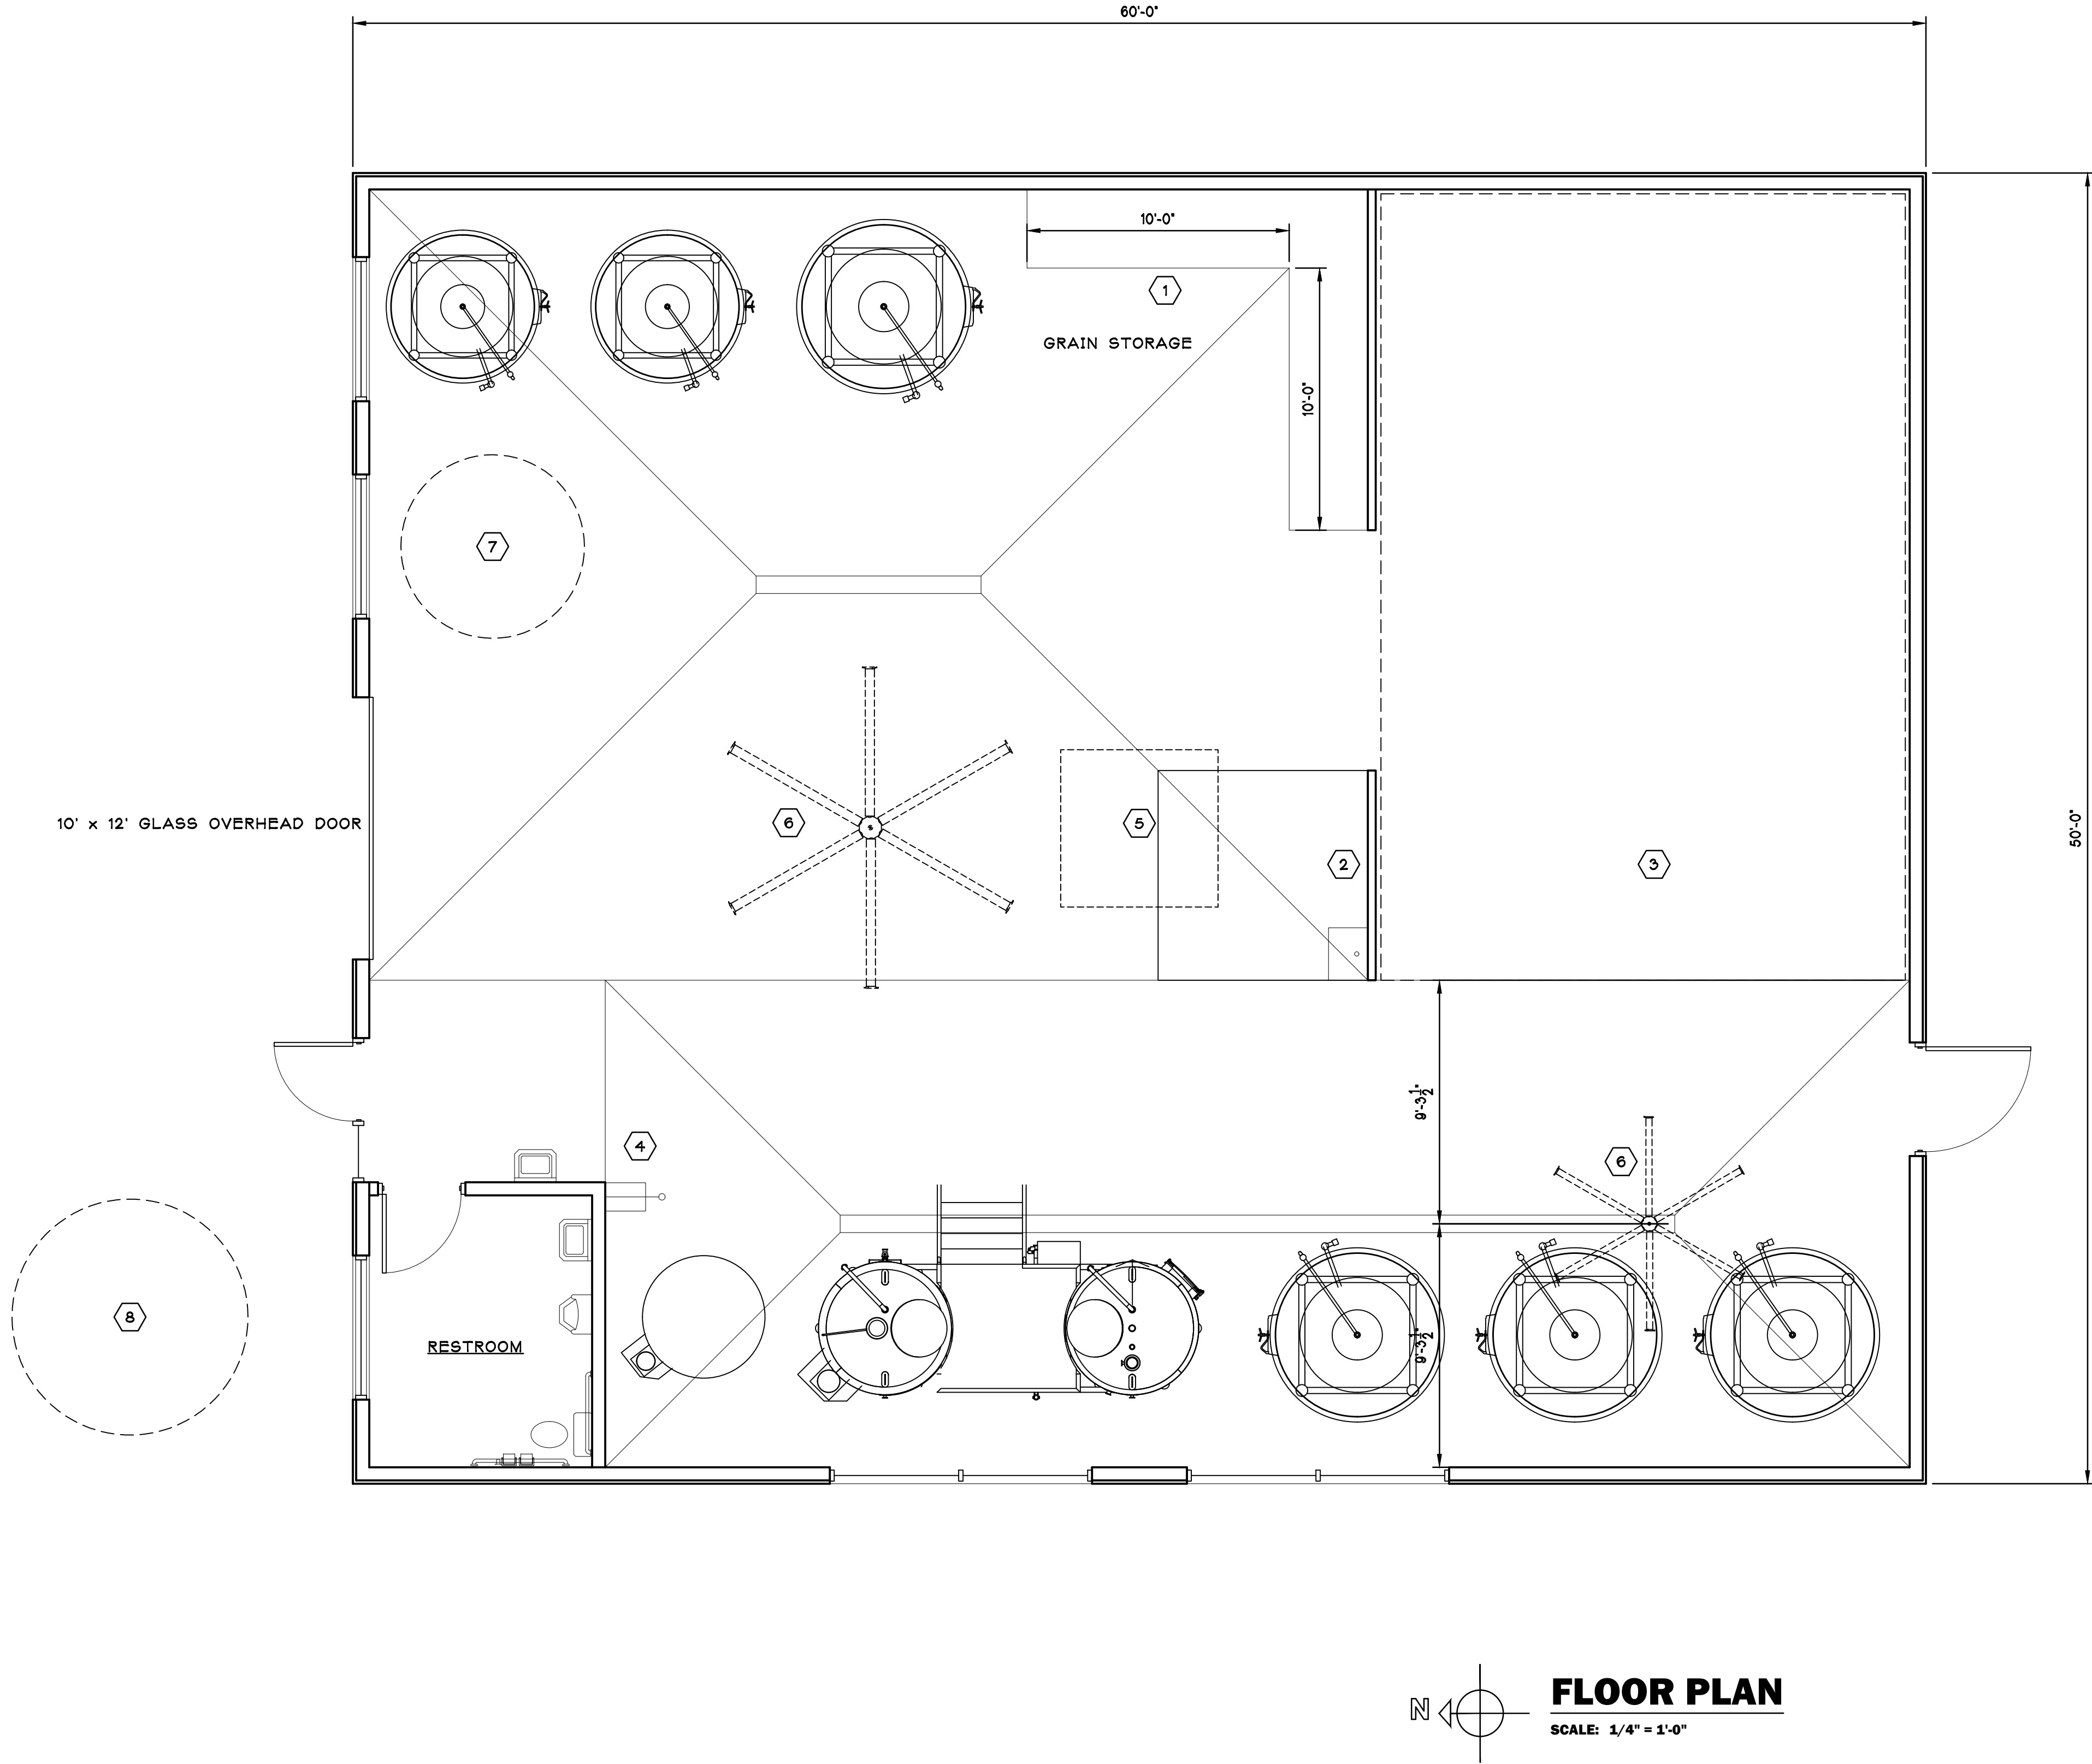 60'-0"
10'-0"
1
GRAIN STORAGE
10'-0"
7
10' x 12' GLASS OVERHEAD DOOR
6
5
2
3
50'-0"
9'-3 1/2"
4
6
8
RESTROOM
9'-3 1/2"
N
FLOOR PLAN
SCALE: 1/4" = 1'-0"